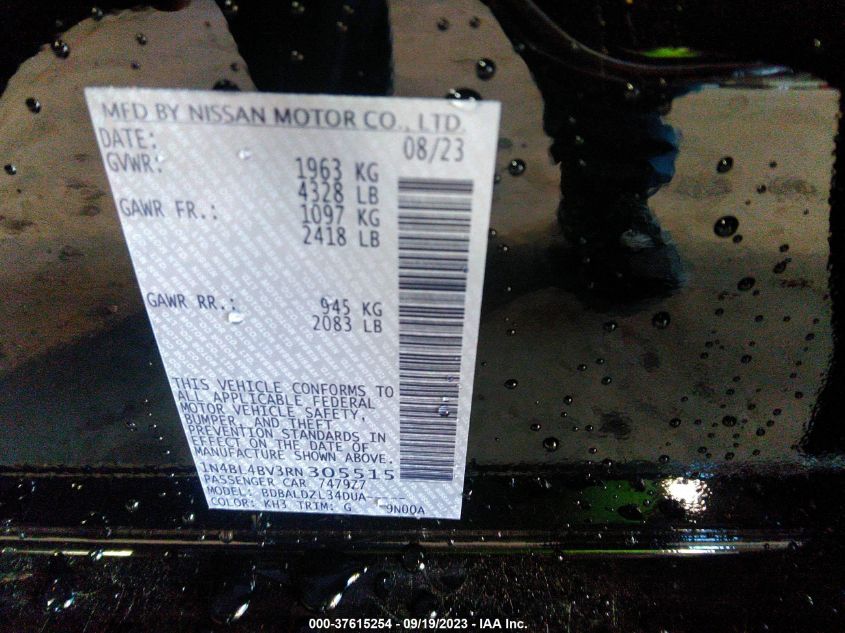 MFD BY NISSAN MOTOR CO., LTD.
DATE: 08/23
GVWR: 1963 KG
4328 LB
GAWR FR.: 1097 KG
2418 LB
GAWR RR.: 945 KG
2083 LB
THIS VEHICLE CONFORMS TO
ALL APPLICABLE FEDERAL
MOTOR VEHICLE SAFETY,
BUMPER, AND THEFT
PREVENTION STANDARDS IN
EFFECT ON THE DATE OF
MANUFACTURE SHOWN ABOVE.
1N4BL4BV3RN305515
PASSENGER CAR 7479Z7
MODEL: BDBALDZL34DUA-----
COLOR: KH3 TRIM: G 9N00A
000-37615254 - 09/19/2023 - IAA Inc.